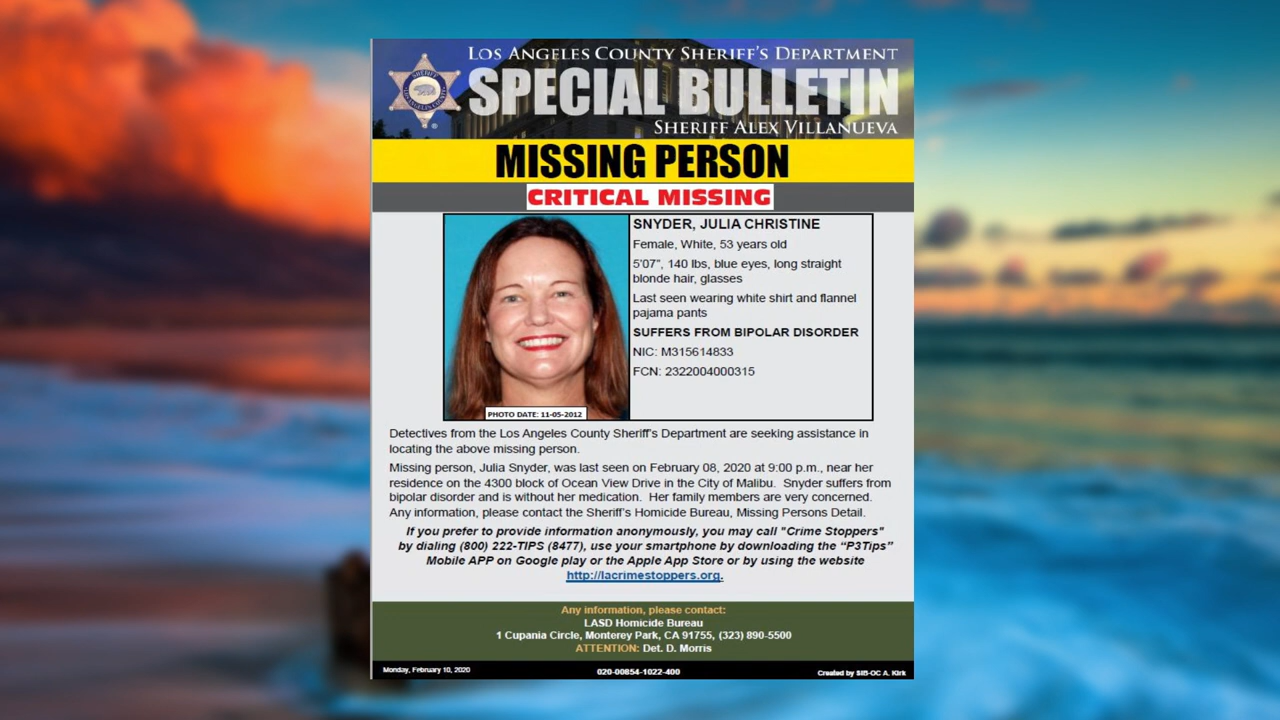 LOS ANGELES COUNTY SHERIFF'S DEPARTMENT
SPECIAL BULLETIN
SHERIFF ALEX VILLANUEVA
SHERIFF
MISSING PERSON
CRITICAL MISSING
SNYDER, JULIA CHRISTINE
Female, White, 53 years old
5'07", 140 lbs, blue eyes, long straight
blonde hair, glasses
Last seen wearing white shirt and flannel
pajama pants
SUFFERS FROM BIPOLAR DISORDER
NIC: M315614833
FCN: 2322004000315
PHOTO DATE: 11-05-2012
Detectives from the Los Angeles County Sheriff's Department are seeking assistance in
locating the above missing person.
Missing person, Julia Snyder, was last seen on February 08, 2020 at 9:00 p.m., near her
residence on the 4300 block of Ocean View Drive in the City of Malibu. Snyder suffers from
bipolar disorder and is without her medication. Her family members are very concerned.
Any information, please contact the Sheriff's Homicide Bureau, Missing Persons Detail.
If you prefer to provide information anonymously, you may call "Crime Stoppers"
by dialing (800) 222-TIPS (8477), use your smartphone by downloading the “P3Tips”
Mobile APP on Google play or the Apple App Store or by using the website
http://lacrimestoppers.org.
Any information, please contact:
LASD Homicide Bureau
1 Cupania Circle, Monterey Park, CA 91755, (323) 890-5500
ATTENTION: Det. D. Morris
Monday, February 10, 2020
020-00854-1022-400
Created by SIB-OC A. Kirk